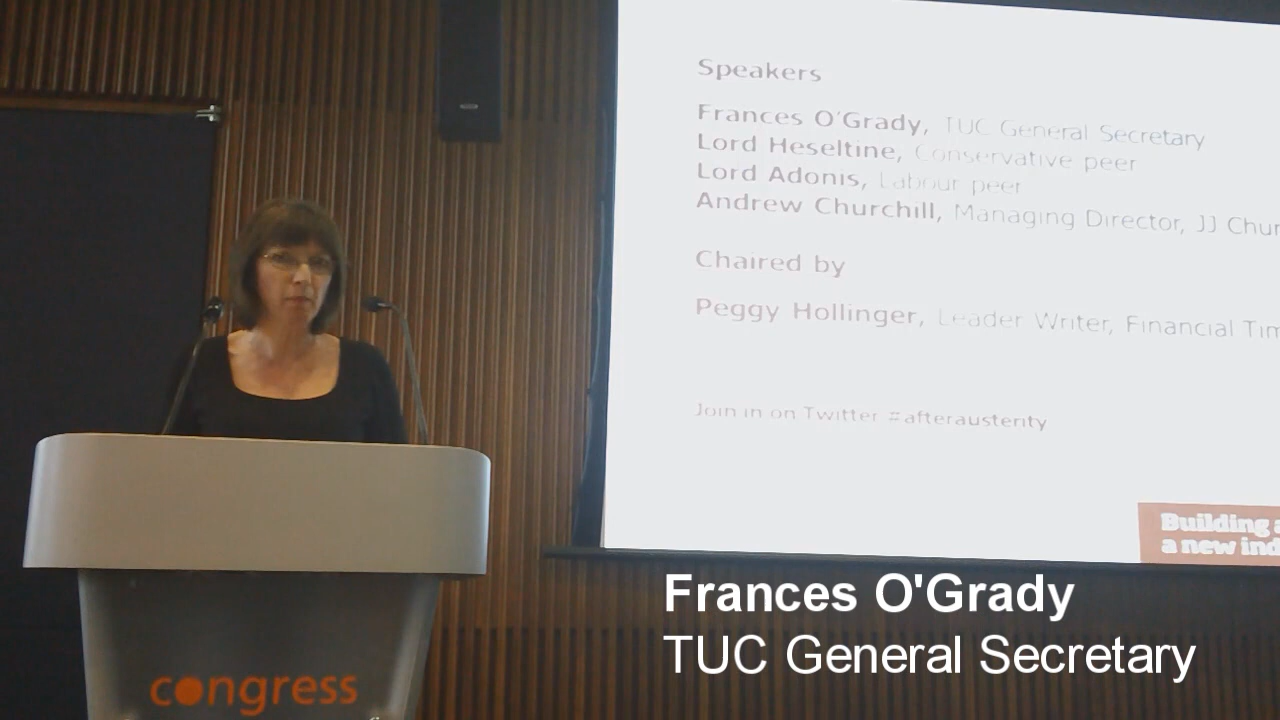 Speakers
Frances O'Grady, TUC General Secretary
Lord Heseltine, Conservative peer
Lord Adonis, Labour peer
Andrew Churchill, Managing Director, JJ Chur
Chaired by
Peggy Hollinger, Leader Writer, Financial Tim
Join in on Twitter #afterausterity
Building a
a new ind
Frances O'Grady
TUC General Secretary
congress